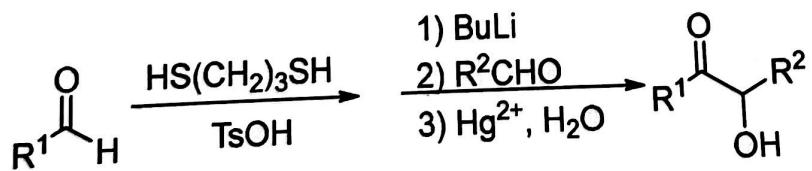 O
R¹
H
HS(CH₂)₃SH
TsOH
1) BuLi
2) R²CHO
3) Hg²⁺, H₂O
O
R¹
R²
OH